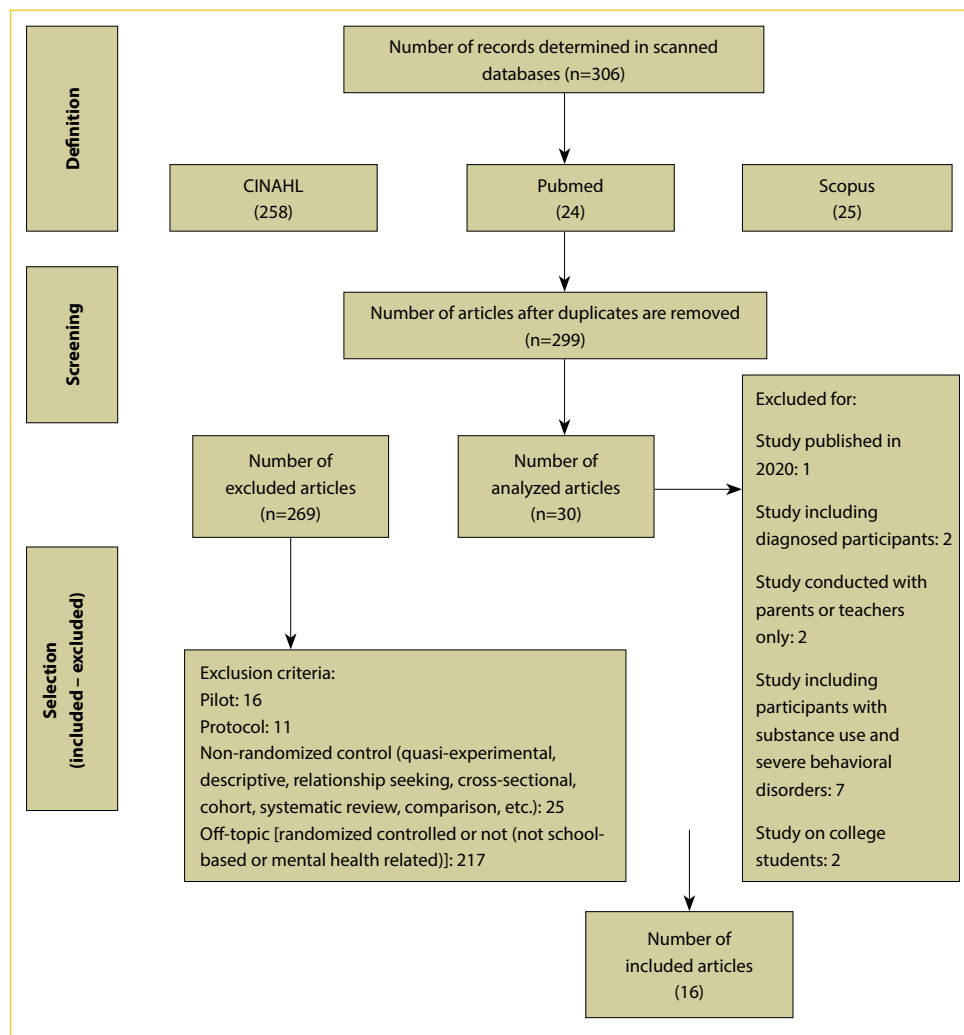 Definition
Number of records determined in scanned
databases (n=306)
CINAHL
(258)
Pubmed
(24)
Scopus
(25)
Screening
Number of articles after duplicates are removed
(n=299)
Number of
excluded articles
(n=269)
Number of
analyzed articles
(n=30)
Excluded for:
Study published in
2020: 1
Study including
diagnosed participants: 2
Study conducted with
parents or teachers
only: 2
Study including
participants with
substance use and
severe behavioral
disorders: 7
Study on college
students: 2
Selection
(included – excluded)
Exclusion criteria:
Pilot: 16
Protocol: 11
Non-randomized control (quasi-experimental,
descriptive, relationship seeking, cross-sectional,
cohort, systematic review, comparison, etc.): 25
Off-topic [randomized controlled or not (not school-
based or mental health related)]: 217
Number of
included articles
(16)